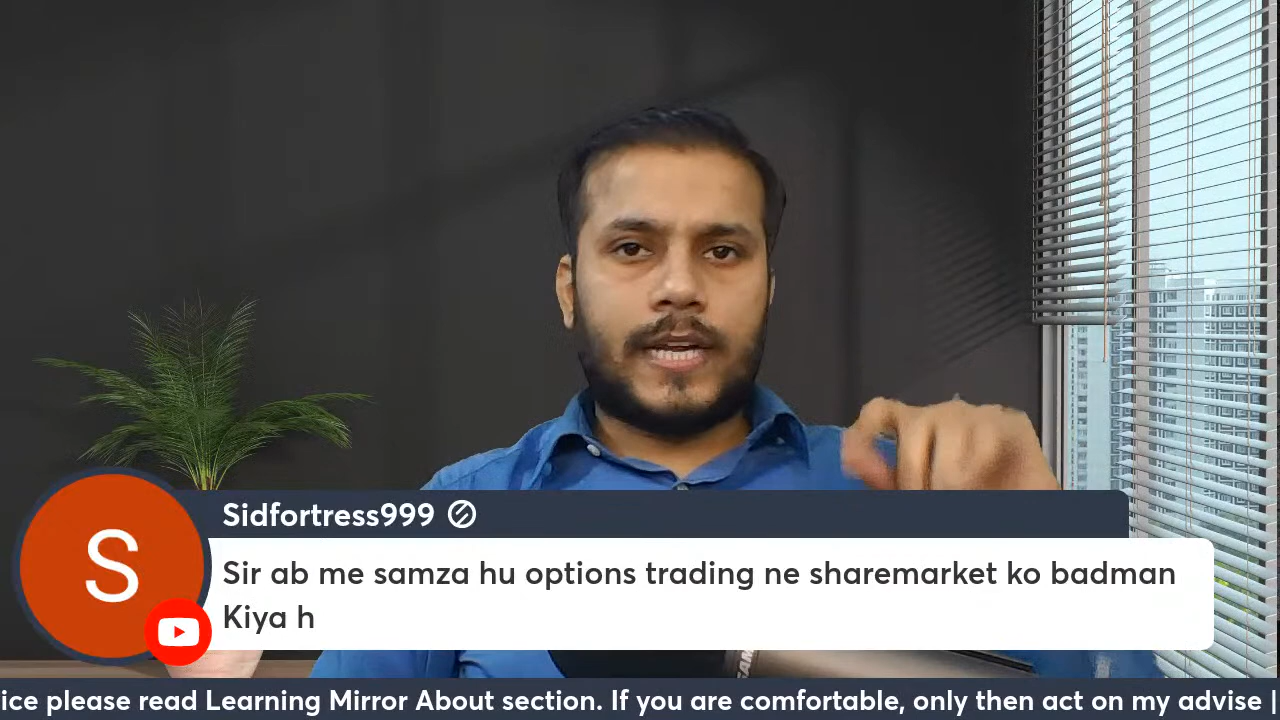 S
Sidfortress999
Sir ab me samza hu options trading ne sharemarket ko badman
Kiya h
please read Learning Mirror About section. If you are comfortable, only then act on my advise |